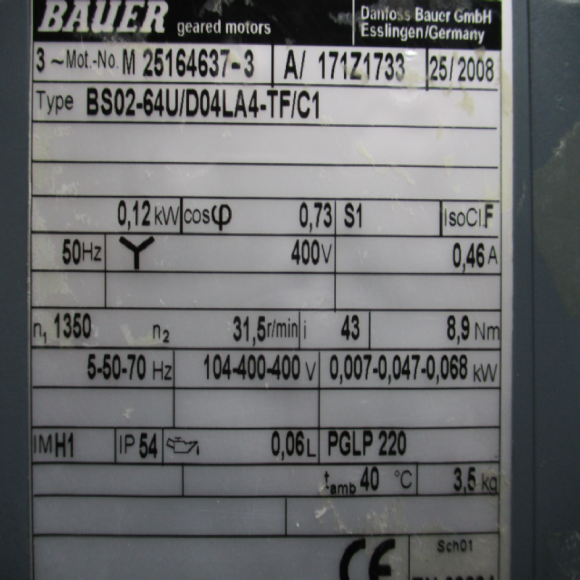 BAUER geared motors Danfoss Bauer GmbH
Esslingen/Germany
3~Mot.-No. M 25164637-3 A/ 171Z1733 25/2008
Type BS02-64U/D04LA4-TF/C1
0,12 kW cosφ 0,73 S1 IsoCl.F
50Hz Y 400V 0,46 A
n₁ 1350 n₂ 31,5r/min i 43 8,9 Nm
5-50-70 Hz 104-400-400 V 0,007-0,047-0,068 kW
IMH1 IP 54 0,06 L PGLP 220
tamb 40 °C 3,5 kg
CE Sch01